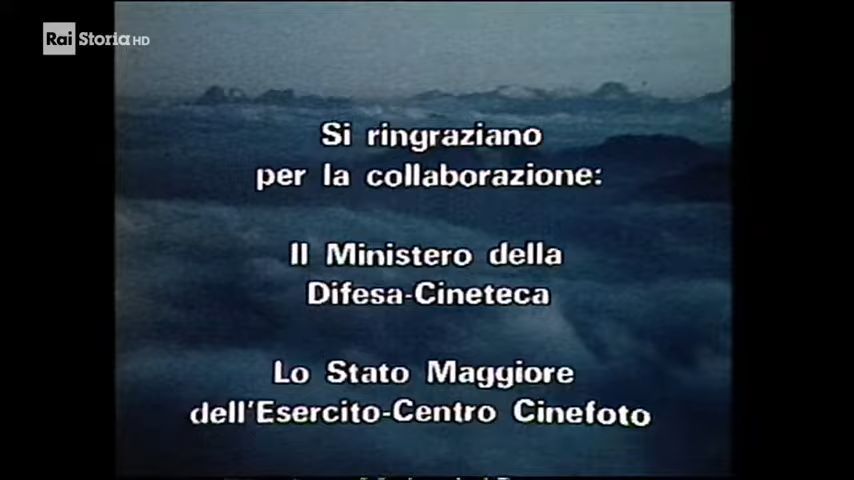 Rai Storia HD
Si ringraziano
per la collaborazione:
Il Ministero della
Difesa-Cineteca
Lo Stato Maggiore
dell'Esercito-Centro Cinefoto